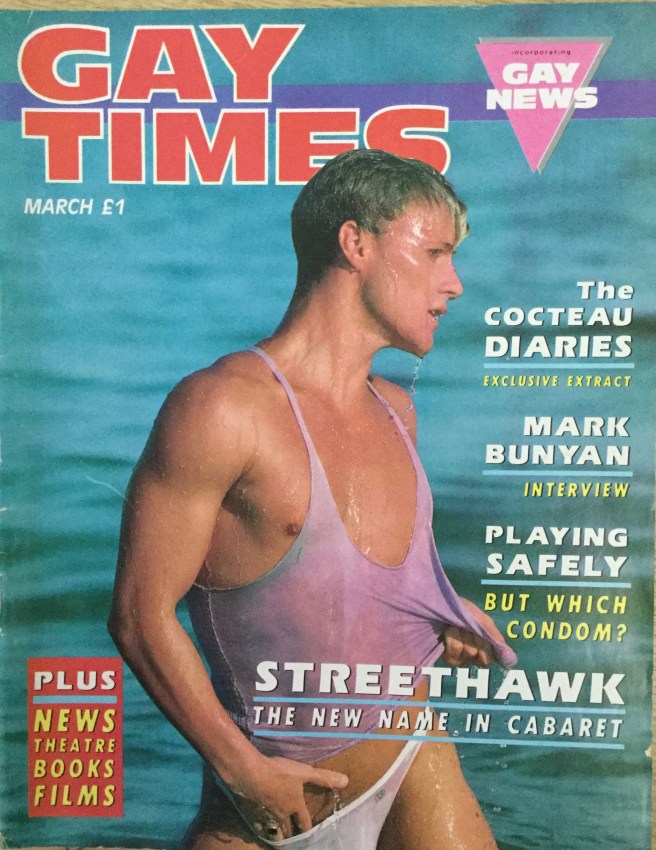 GAY
TIMES
MARCH £1
incorporating
GAY
NEWS
The
COCTEAU
DIARIES
EXCLUSIVE EXTRACT
MARK
BUNYAN
INTERVIEW
PLAYING
SAFELY
BUT WHICH
CONDOM?
STREETHAWK
THE NEW NAME IN CABARET
PLUS
NEWS
THEATRE
BOOKS
FILMS